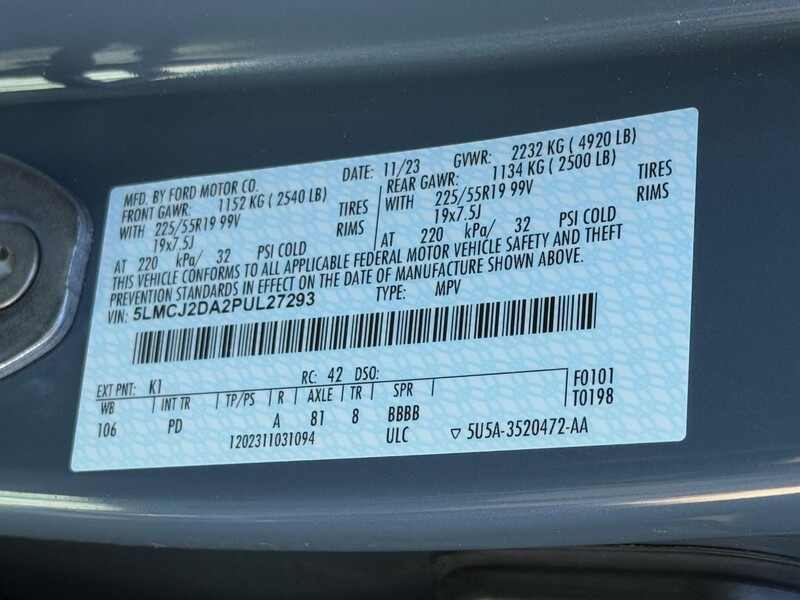 MFD. BY FORD MOTOR CO.
DATE: 11/23 GVWR: 2232 KG ( 4920 LB)
FRONT GAWR: 1152 KG ( 2540 LB)
WITH 225/55R19 99V TIRES
19x7.5J RIMS
AT 220 kPa/ 32 PSI COLD
REAR GAWR: 1134 KG ( 2500 LB)
WITH 225/55R19 99V TIRES
19x7.5J RIMS
AT 220 kPa/ 32 PSI COLD
THIS VEHICLE CONFORMS TO ALL APPLICABLE FEDERAL MOTOR VEHICLE SAFETY AND THEFT
PREVENTION STANDARDS IN EFFECT ON THE DATE OF MANUFACTURE SHOWN ABOVE.
VIN: 5LMCJ2DA2PUL27293 TYPE: MPV
EXT PNT: K1 RC: 42 DSO: F0101
WB INT TR TP/PS R AXLE TR SPR T0198
106 PD A 81 8 BBBB
1202311031094 ULC ▽ 5U5A-3520472-AA